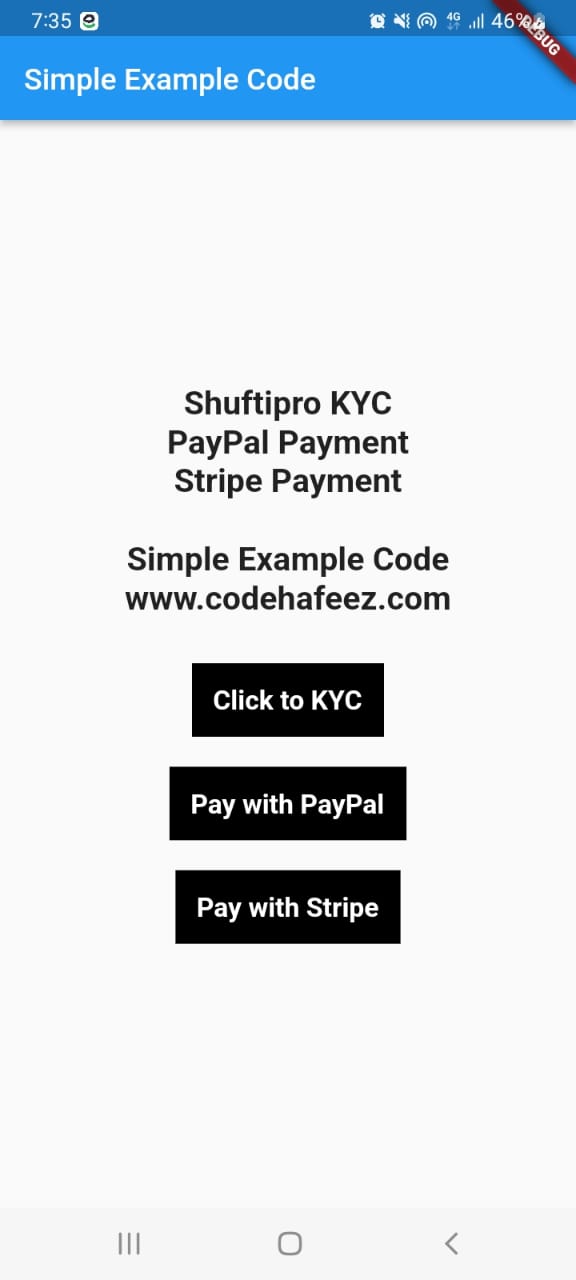 7:35
4G
46%
DEBUG
Simple Example Code
Shuftipro KYC
PayPal Payment
Stripe Payment
Simple Example Code
www.codehafeez.com
Click to KYC
Pay with PayPal
Pay with Stripe